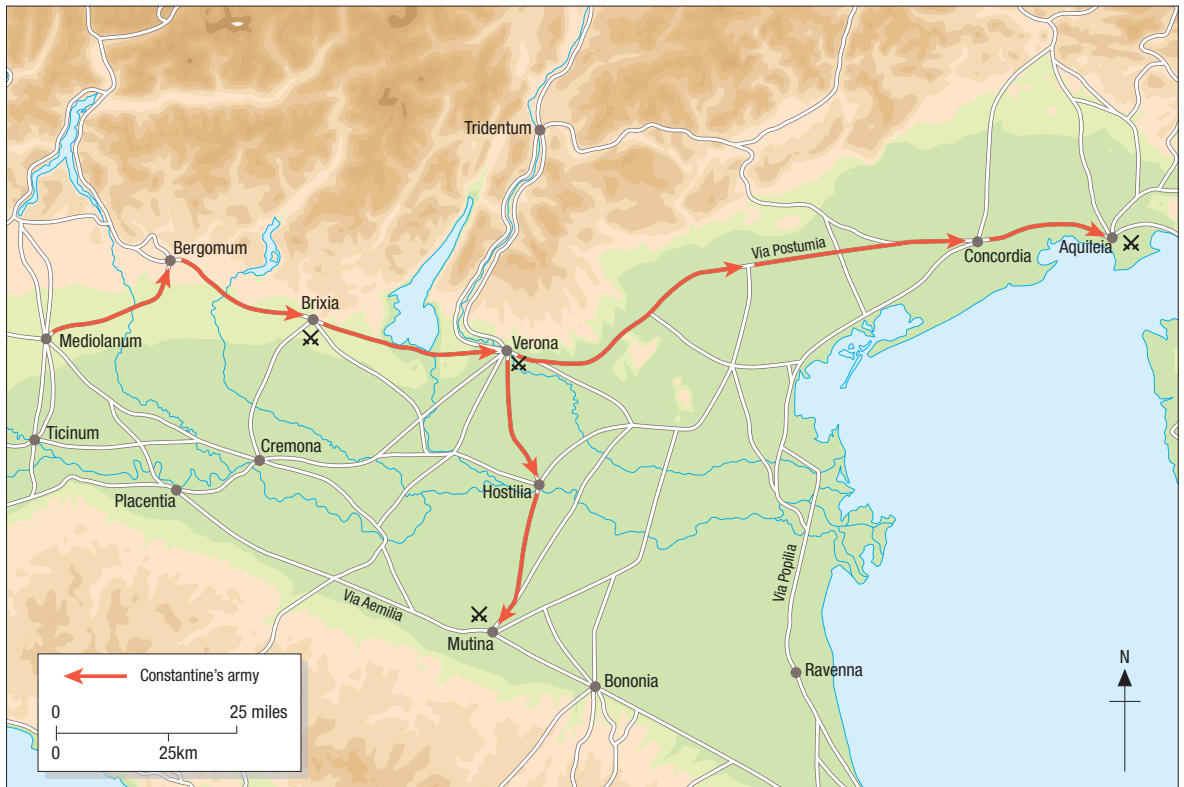 Tridentum
Bergomum
Via Postumia
Concordia
Aquileia
Brixia
Mediolanum
Verona
Ticinum
Cremona
Placentia
Hostilia
Via Aemilia
Via Popilia
Mutina
Ravenna
Bononia
N
Constantine's army
0 25 miles
0 25km